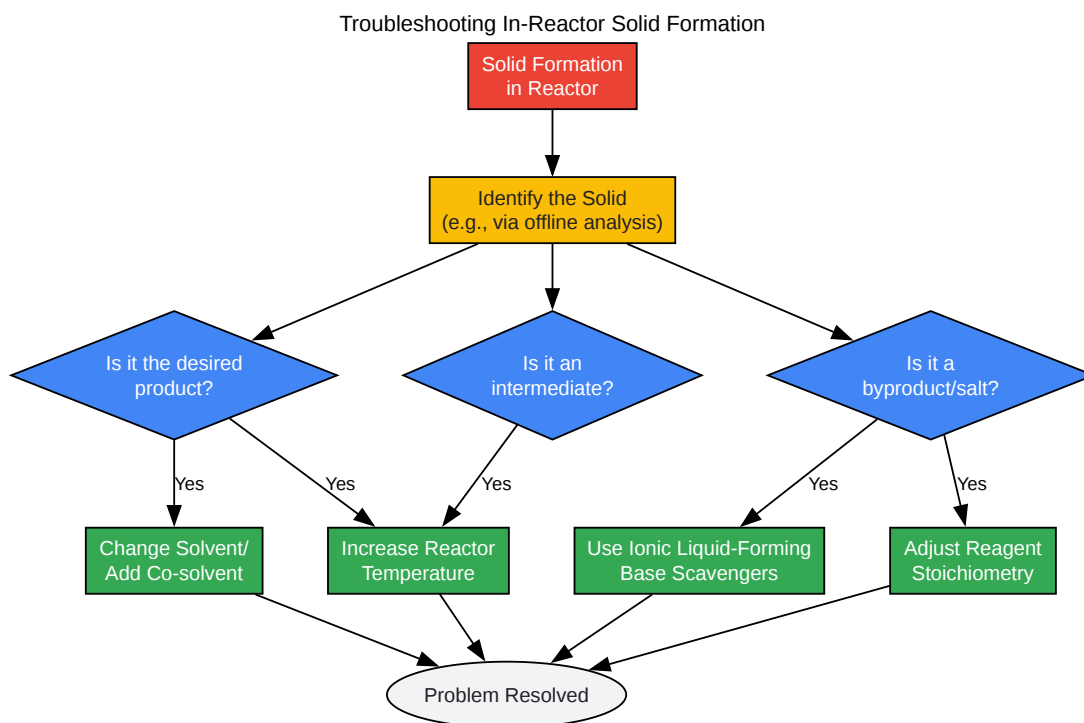 Troubleshooting In-Reactor Solid Formation
Solid Formation
in Reactor
Identify the Solid
(e.g., via offline analysis)
Is it the desired
product?
Is it an
intermediate?
Is it a
byproduct/salt?
Yes
Yes
Yes
Yes
Yes
Change Solvent/
Add Co-solvent
Increase Reactor
Temperature
Use Ionic Liquid-Forming
Base Scavengers
Adjust Reagent
Stoichiometry
Problem Resolved